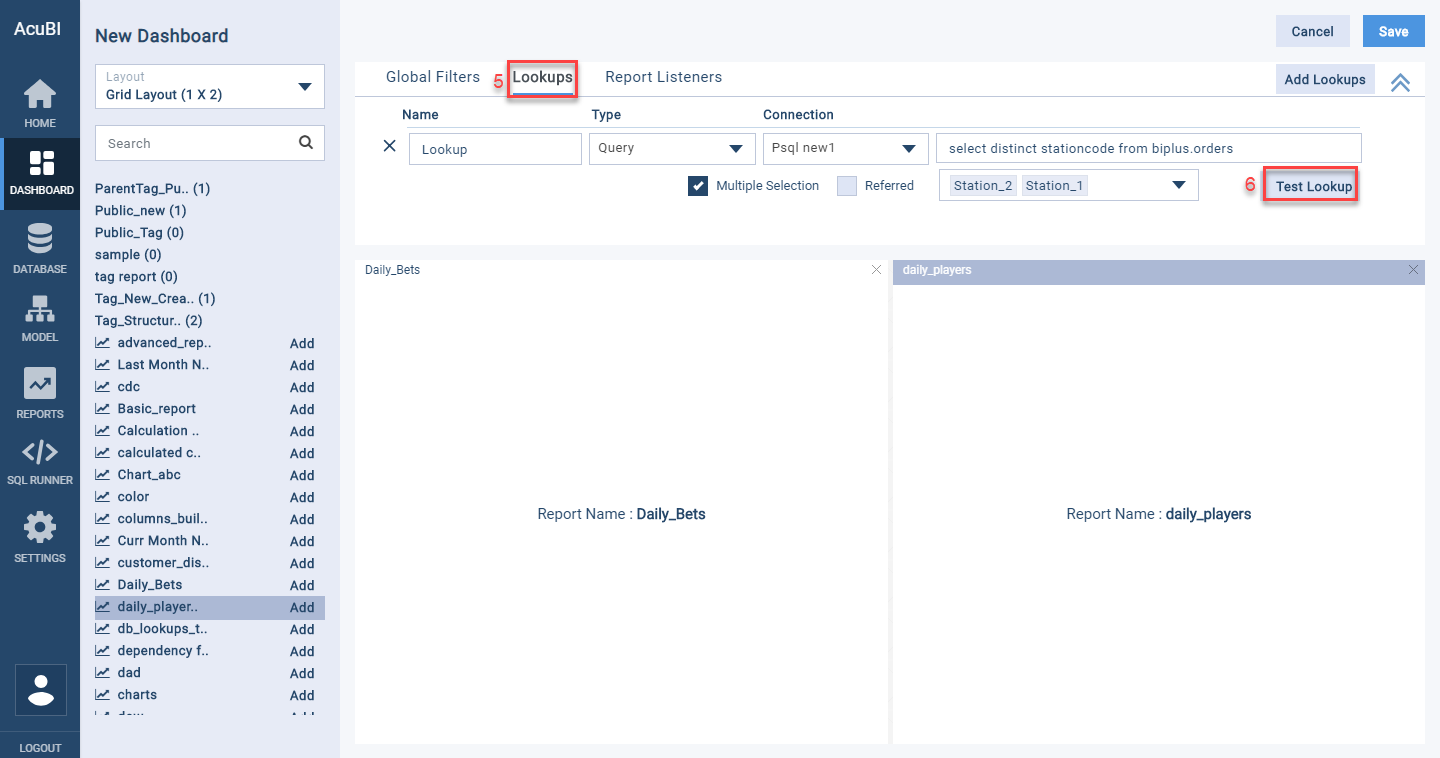 AcuBI
HOME
DASHBOARD
DATABASE
MODEL
REPORTS
SQL RUNNER
SETTINGS
LOGOUT
New Dashboard
Layout
Grid Layout (1 X 2)
Search
ParentTag_Pu.. (1)
Public_new (1)
Public_Tag (0)
sample (0)
tag report (0)
Tag_New_Crea.. (1)
Tag_Structur.. (2)
advanced_rep.. Add
Last Month N.. Add
cdc Add
Basic_report Add
Calculation .. Add
calculated c.. Add
Chart_abc Add
color Add
columns_buil.. Add
Curr Month N.. Add
customer_dis.. Add
Daily_Bets Add
daily_player.. Add
db_lookups_t.. Add
dependency f.. Add
dad Add
charts Add
Cancel Save
Global Filters 5 Lookups Report Listeners Add Lookups
Name Type Connection
Lookup Query Psql new1 select distinct stationcode from biplus.orders
Multiple Selection Referred Station_2 Station_1 6 Test Lookup
Daily_Bets
daily_players
Report Name : Daily_Bets
Report Name : daily_players